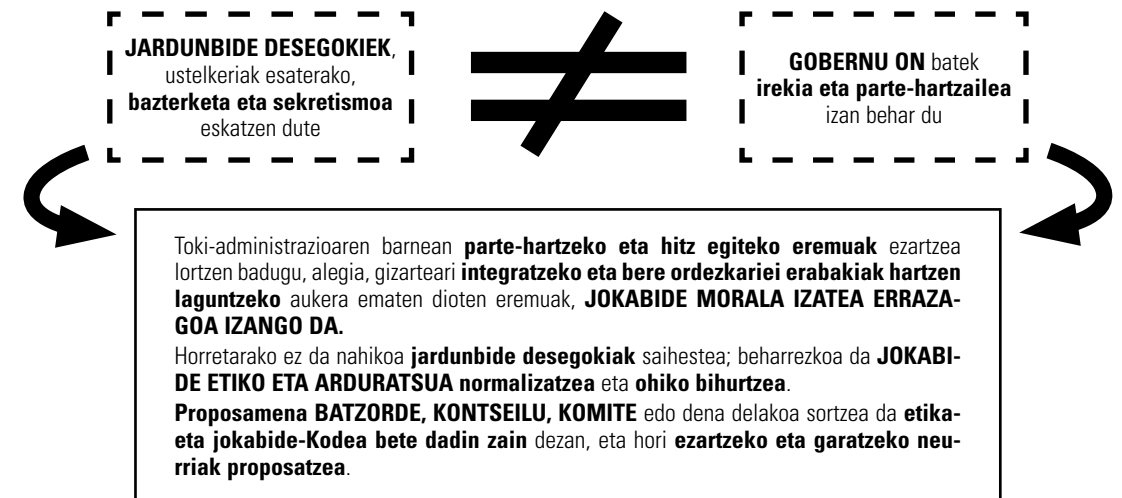 JARDUNBIDE DESEGOKIEK,
ustelkeriak esaterako,
bazterketa eta sekretismoa
eskatzen dute
GOBERNU ON batek
irekia eta parte-hartzailea
izan behar du
Toki-administrazioaren barnean parte-hartzeko eta hitz egiteko eremuak ezartzea
lortzen badugu, alegia, gizarteari integratzeko eta bere ordezkariei erabakiak hartzen
laguntzeko aukera ematen dioten eremuak, JOKABIDE MORALA IZATEA ERRAZA-
GOA IZANGO DA.
Horretarako ez da nahikoa jardunbide desegokiak saihestea; beharrezkoa da JOKABI-
DE ETIKO ETA ARDURATSUA normalizatzea eta ohiko bihurtzea.
Proposamena BATZORDE, KONTSEILU, KOMITE edo dena delakoa sortzea da etika-
eta jokabide-Kodea bete dadin zain dezan, eta hori ezartzeko eta garatzeko neu-
rriak proposatzea.